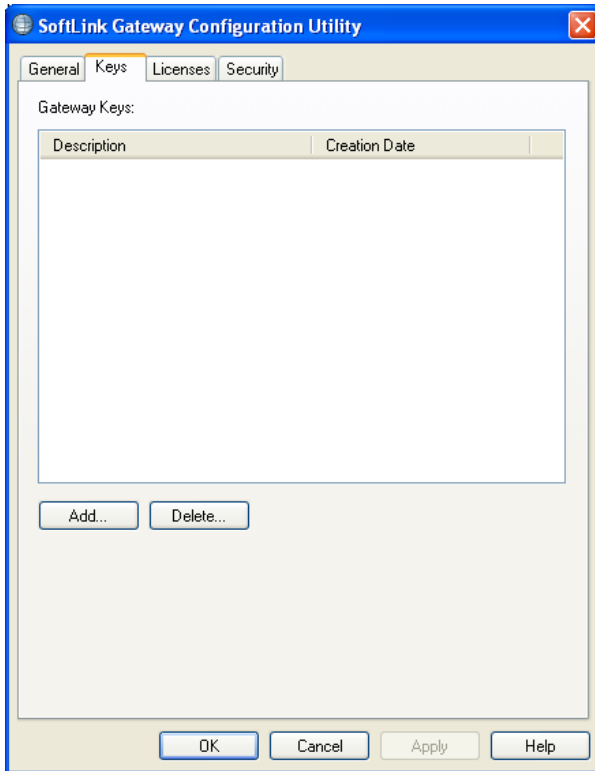 SoftLink Gateway Configuration Utility
General Keys Licenses Security
Gateway Keys:
Description Creation Date
Add... Delete...
OK Cancel Apply Help